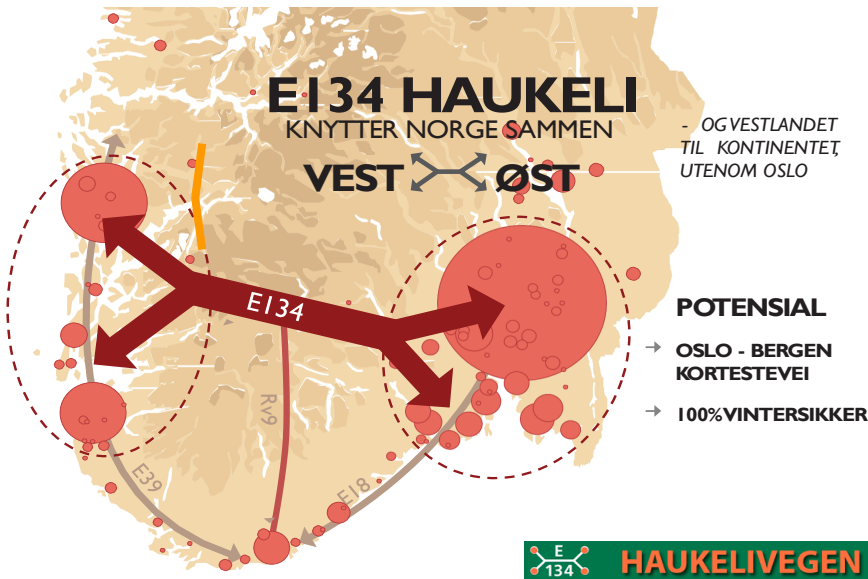 E134 HAUKELI
KNYTTER NORGE SAMMEN
VEST ØST
- OG VESTLANDET
TIL KONTINENTET,
UTENOM OSLO
E134
Rv9
E39
E18
POTENSIAL
→ OSLO - BERGEN
KORTESTEVEI
→ 100%VINTERSIKKER
E
134
HAUKELIVEGEN